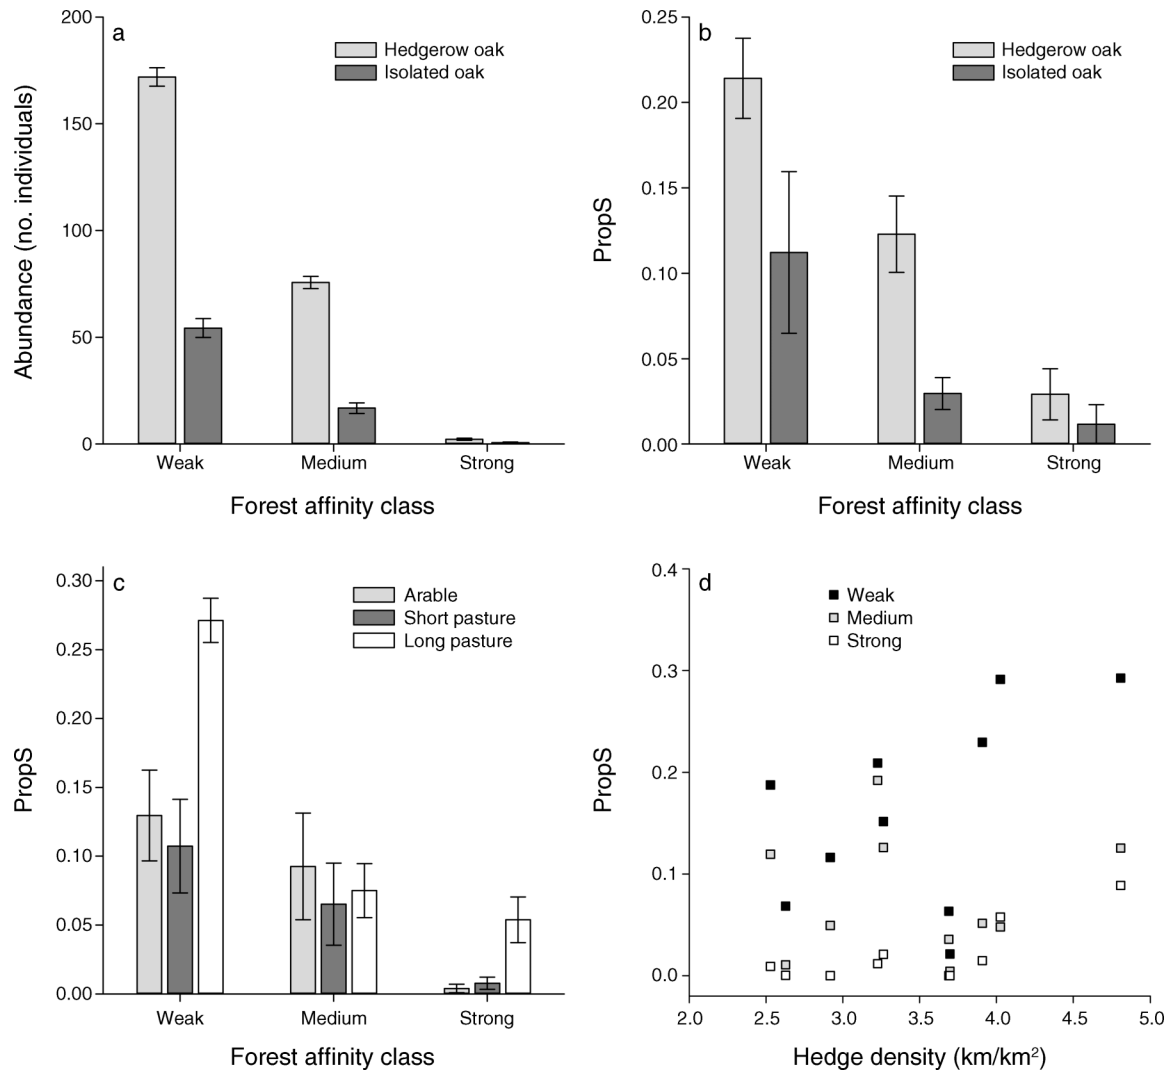 a
Hedgerow oak
Isolated oak
Abundance (no. individuals)
200
150
100
50
0
Weak Medium Strong
Forest affinity class
b
Hedgerow oak
Isolated oak
PropS
0.25
0.20
0.15
0.10
0.05
0.00
Weak Medium Strong
Forest affinity class
c
Arable
Short pasture
Long pasture
PropS
0.30
0.25
0.20
0.15
0.10
0.05
0.00
Weak Medium Strong
Forest affinity class
d
Weak
Medium
Strong
PropS
0.4
0.3
0.2
0.1
0.0
2.0 2.5 3.0 3.5 4.0 4.5 5.0
Hedge density (km/km²)